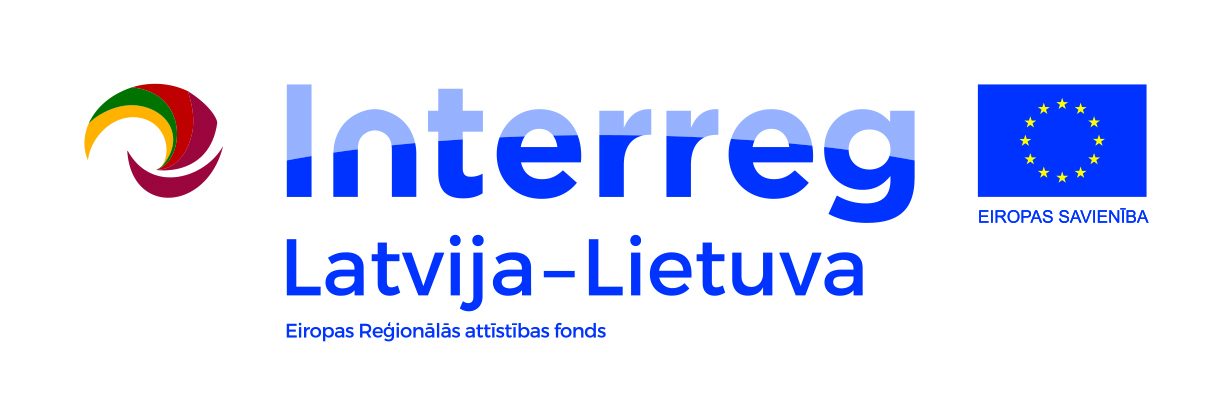 Interreg
EIROPAS SAVIENĪBA
Latvija–Lietuva
Eiropas Reģionālās attīstības fonds